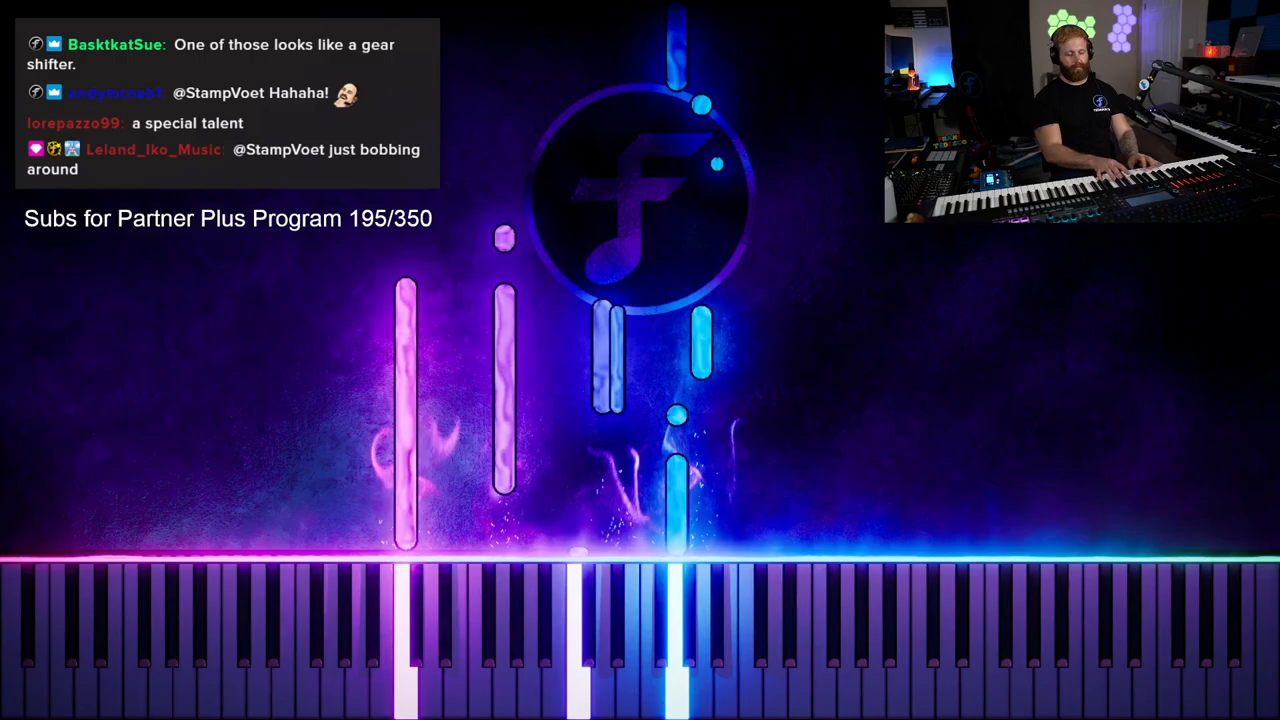 BasktkatSue: One of those looks like a gear
shifter.
andymcnab1: @StampVoet Hahaha!
lorepazzo99: a special talent
Leland_Iko_Music: @StampVoet just bobbing
around
Subs for Partner Plus Program 195/350